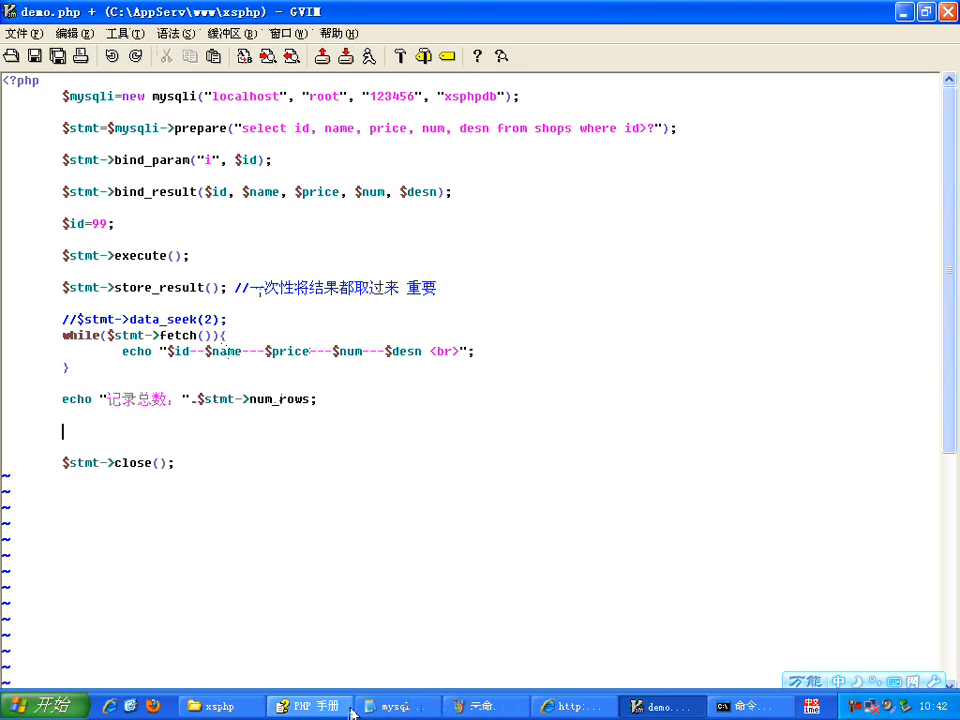 demo.php + (C:\AppServ\www\xsphp) - GVIM
文件(F) 编辑(E) 工具(T) 语法(S) 缓冲区(B) 窗口(W) 帮助(H)
<?php
$mysqli=new mysqli("localhost", "root", "123456", "xsphpdb");
$stmt=$mysqli->prepare("select id, name, price, num, desn from shops where id>?");
$stmt->bind_param("i", $id);
$stmt->bind_result($id, $name, $price, $num, $desn);
$id=99;
$stmt->execute();
$stmt->store_result(); //一次性将结果都取过来 重要
//$stmt->data_seek(2);
while($stmt->fetch()){
echo "$id--$name---$price---$num---$desn <br>";
}
echo "记录总数：".$stmt->num_rows;
$stmt->close();
~
~
~
~
~
~
~
~
~
~
~
~
~
~
万能 中
开始 xsphp PHP 手册 mysql 未命. http:... demo.... 命令... 10:42